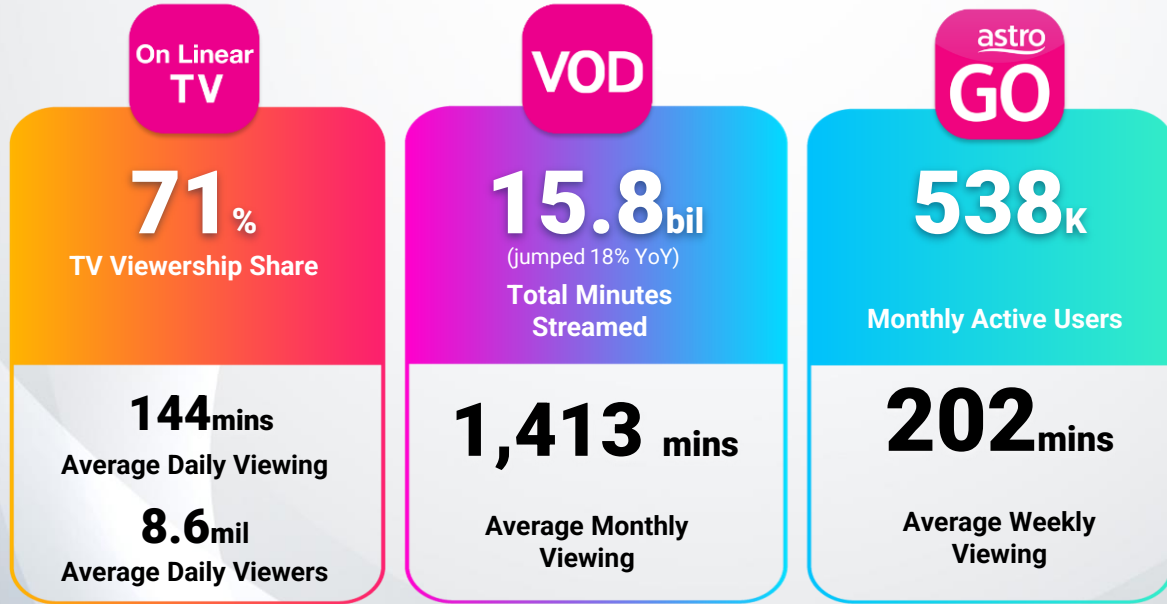 On Linear
TV
71%
TV Viewership Share
144mins
Average Daily Viewing
8.6mil
Average Daily Viewers
VOD
15.8bil
(jumped 18% YoY)
Total Minutes
Streamed
1,413 mins
Average Monthly
Viewing
astro
GO
538K
Monthly Active Users
202mins
Average Weekly
Viewing